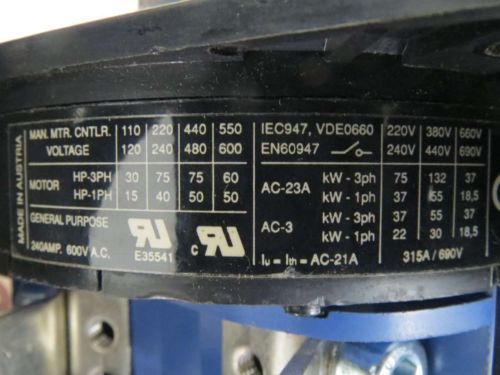 MADE IN AUSTRIA
MAN. MTR. CNTLR. 110 220 440 550
VOLTAGE 120 240 480 600
MOTOR HP-3PH 30 75 75 60
HP-1PH 15 40 50 50
GENERAL PURPOSE
240AMP. 600V A.C.
E35541
c
IEC947, VDE0660 220V 380V 660V
EN60947 240V 440V 690V
AC-23A kW - 3ph 75 132 37
kW - 1ph 37 55 18,5
AC-3 kW - 3ph 37 55 37
kW - 1ph 22 30 18,5
Iu = Ith = AC-21A 315A / 690V